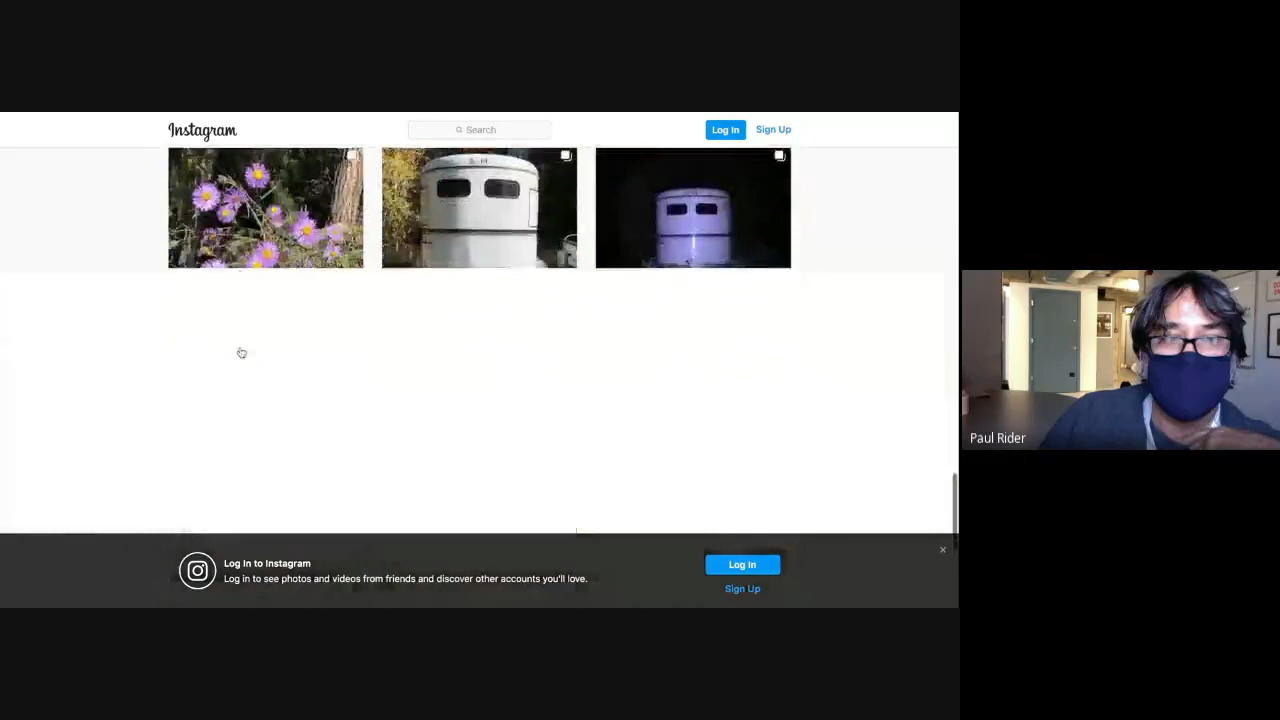 Instagram
Search
Log In
Sign Up
Log In to Instagram
Log in to see photos and videos from friends and discover other accounts you'll love.
Log In
Sign Up
Paul Rider